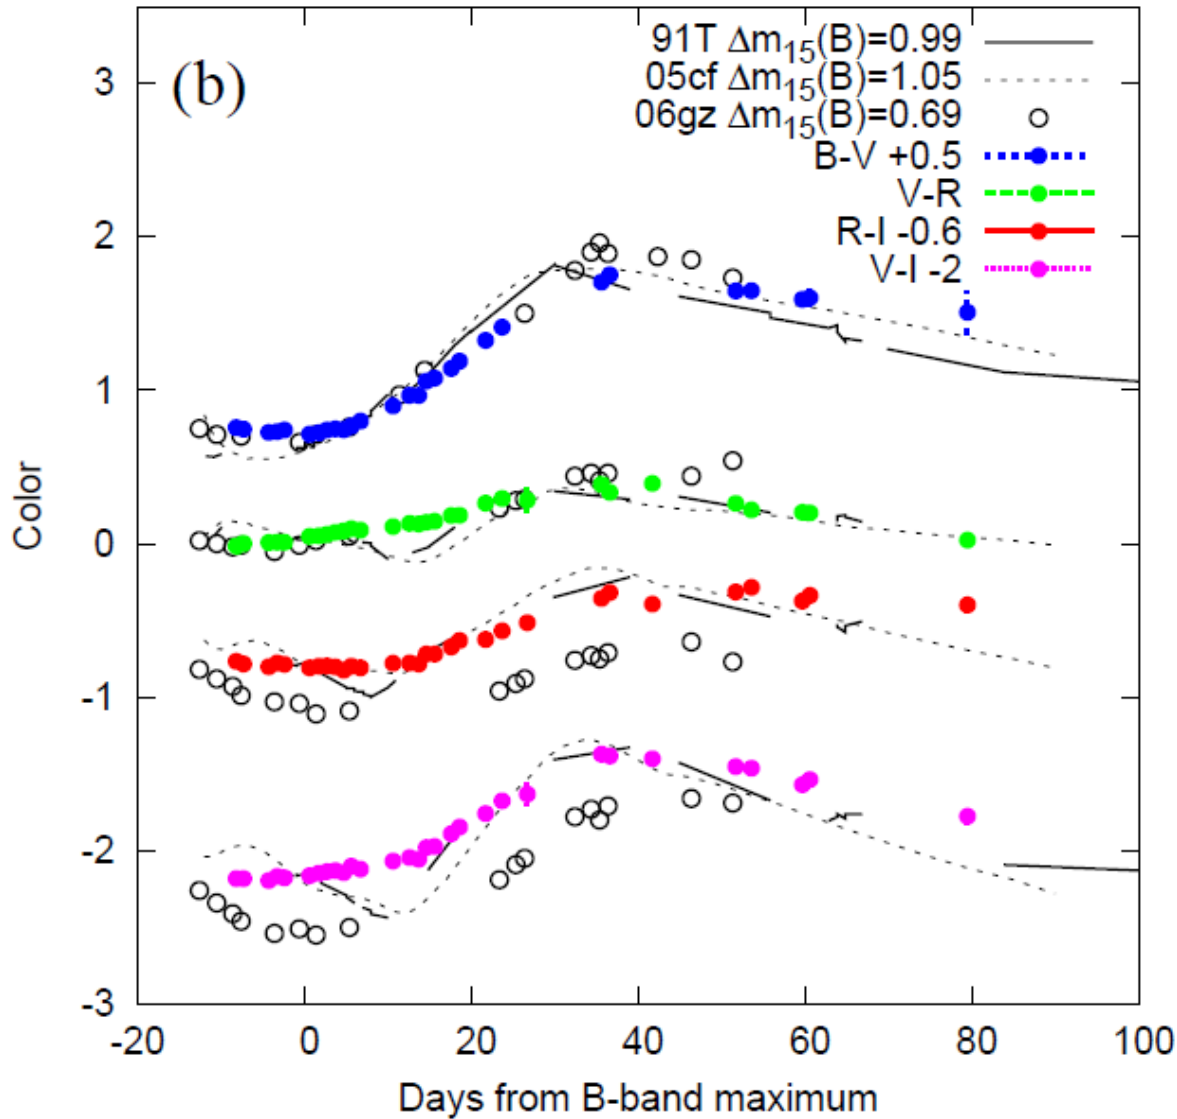 (b)
91T Δm15(B)=0.99
05cf Δm15(B)=1.05
06gz Δm15(B)=0.69
B-V +0.5
V-R
R-I -0.6
V-I -2
3
2
1
0
-1
-2
-3
Color
-20 0 20 40 60 80 100
Days from B-band maximum